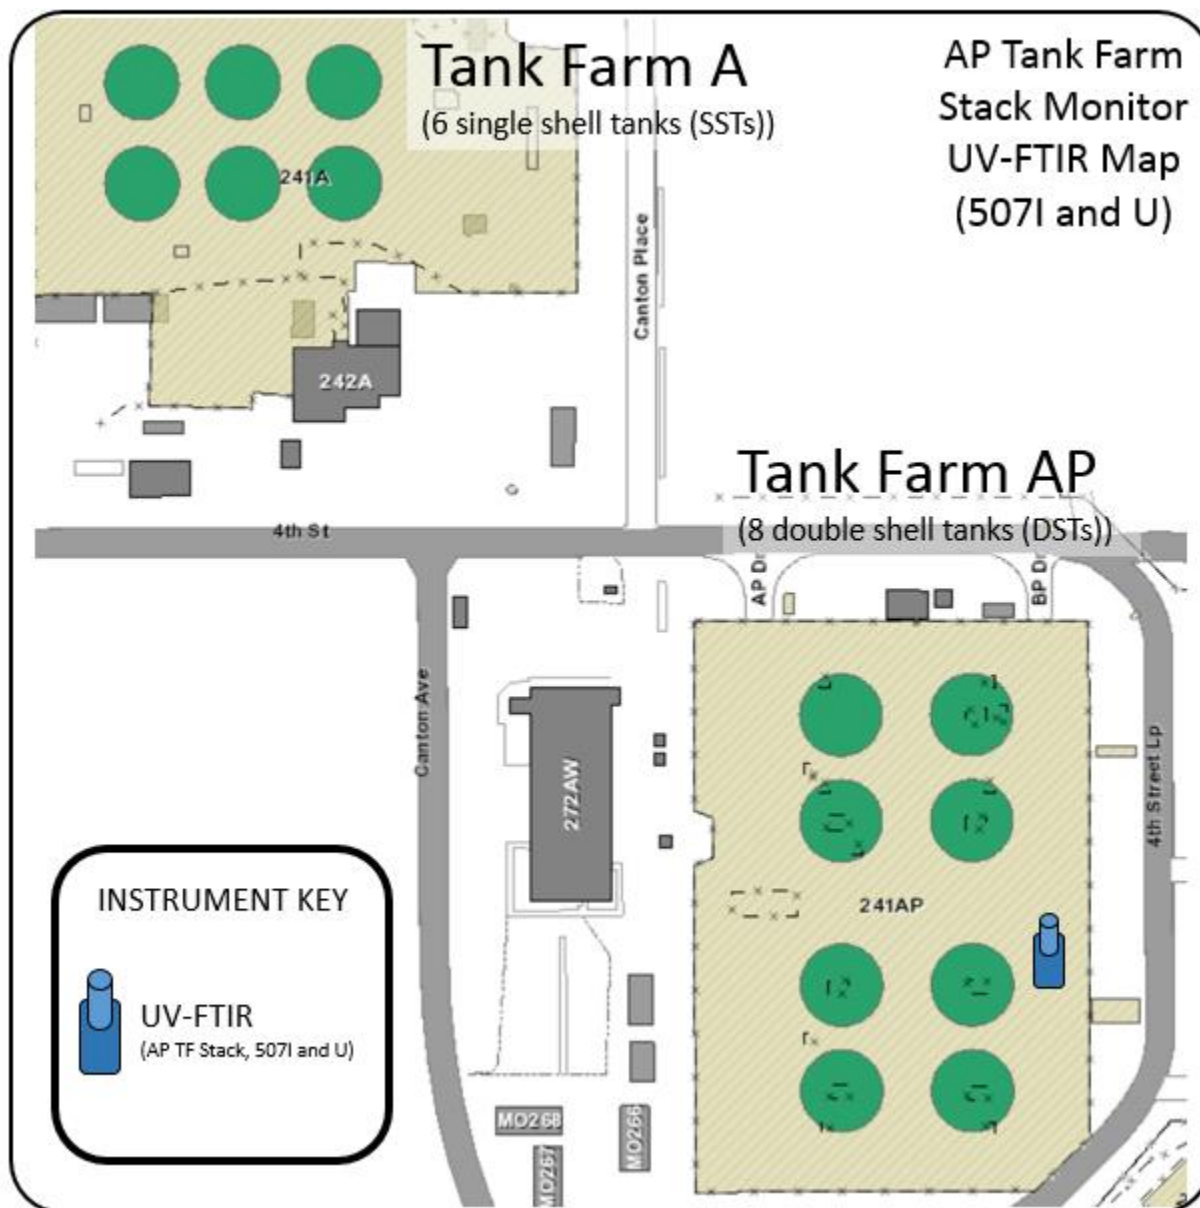 Tank Farm A
(6 single shell tanks (SSTs))
AP Tank Farm
Stack Monitor
UV-FTIR Map
(507I and U)
241A
Canton Place
242A
Tank Farm AP
(8 double shell tanks (DSTs))
4th St
AP Dr
BP Dr
Canton Ave
272AW
4th Street Lp
241AP
INSTRUMENT KEY
UV-FTIR
(AP TF Stack, 507I and U)
MO268
MO266
MO267